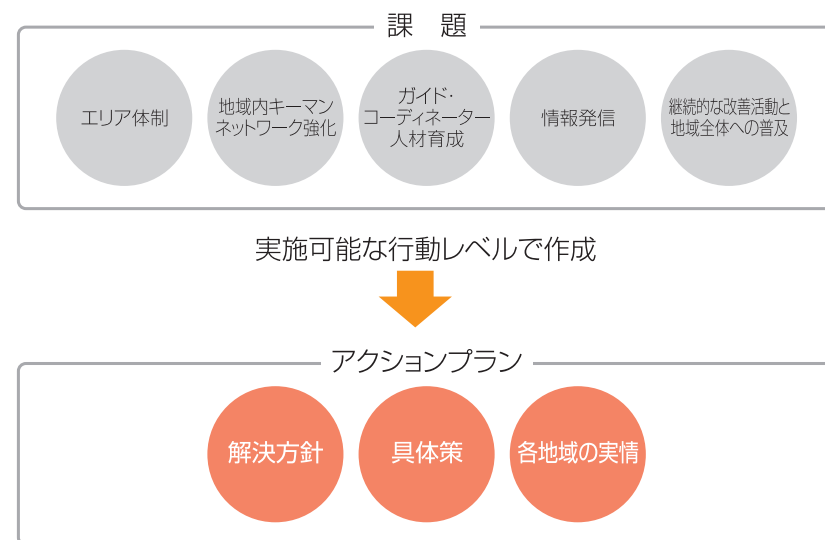 課 題
エリア体制
地域内キーマン
ネットワーク強化
ガイド・
コーディネーター
人材育成
情報発信
継続的な改善活動と
地域全体への普及
実施可能な行動レベルで作成
アクションプラン
解決方針
具体策
各地域の実情